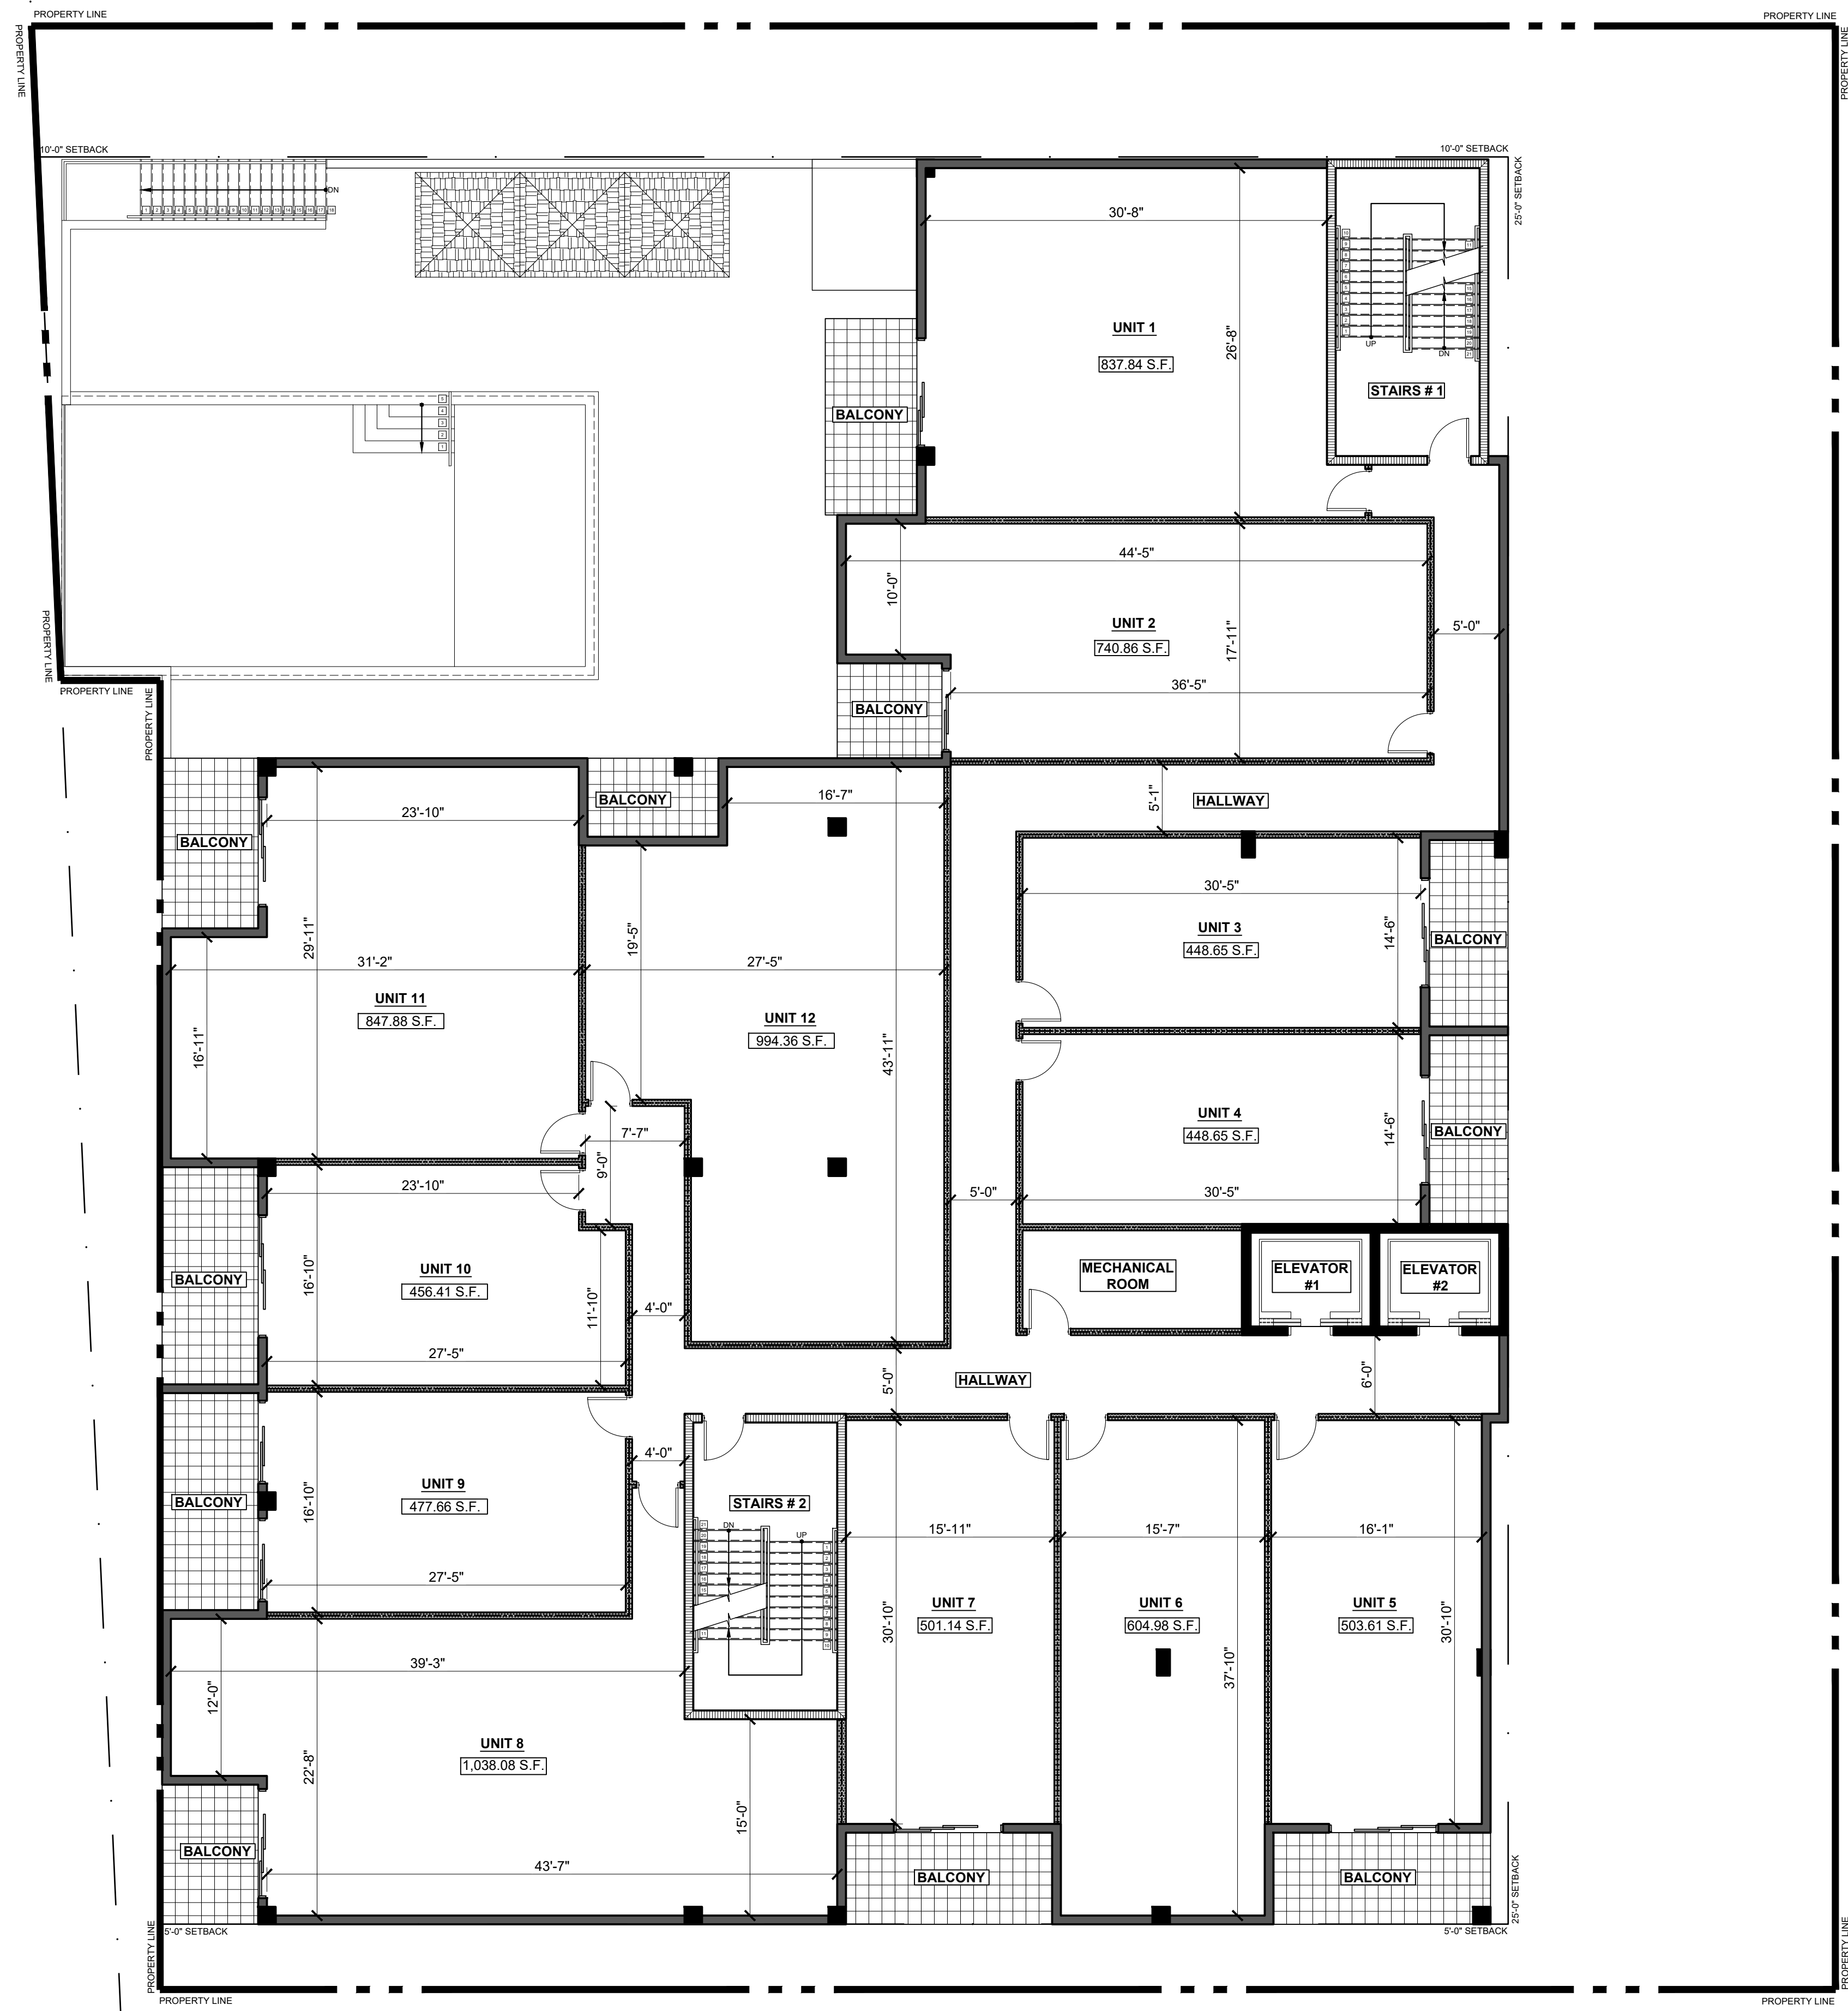 PROPERTY LINE
PROPERTY LINE
PROPERTY LINE
PROPERTY LINE
10'-0" SETBACK
10'-0" SETBACK
25'-0" SETBACK
DN
30'-8"
UNIT 1
837.84 S.F.
26'-8"
UP
DN
STAIRS # 1
BALCONY
44'-5"
10'-0"
UNIT 2
740.86 S.F.
17'-11"
5'-0"
36'-5"
BALCONY
PROPERTY LINE
PROPERTY LINE
PROPERTY LINE
5'-1"
HALLWAY
BALCONY
16'-7"
23'-10"
BALCONY
30'-5"
UNIT 3
448.65 S.F.
14'-6"
BALCONY
29'-11"
19'-5"
31'-2"
27'-5"
UNIT 11
847.88 S.F.
UNIT 12
994.36 S.F.
16'-11"
43'-11"
UNIT 4
448.65 S.F.
14'-6"
BALCONY
7'-7"
9'-0"
23'-10"
5'-0"
30'-5"
UNIT 10
456.41 S.F.
BALCONY
16'-10"
11'-10"
4'-0"
27'-5"
MECHANICAL
ROOM
ELEVATOR
#1
ELEVATOR
#2
5'-0"
HALLWAY
6'-0"
4'-0"
UNIT 9
477.66 S.F.
BALCONY
16'-10"
27'-5"
STAIRS # 2
DN
UP
15'-11"
15'-7"
16'-1"
UNIT 7
501.14 S.F.
30'-10"
UNIT 6
604.98 S.F.
37'-10"
UNIT 5
503.61 S.F.
30'-10"
39'-3"
12'-0"
22'-8"
UNIT 8
1,038.08 S.F.
15'-0"
BALCONY
43'-7"
BALCONY
BALCONY
25'-0" SETBACK
5'-0" SETBACK
5'-0" SETBACK
PROPERTY LINE
PROPERTY LINE
PROPERTY LINE
PROPERTY LINE